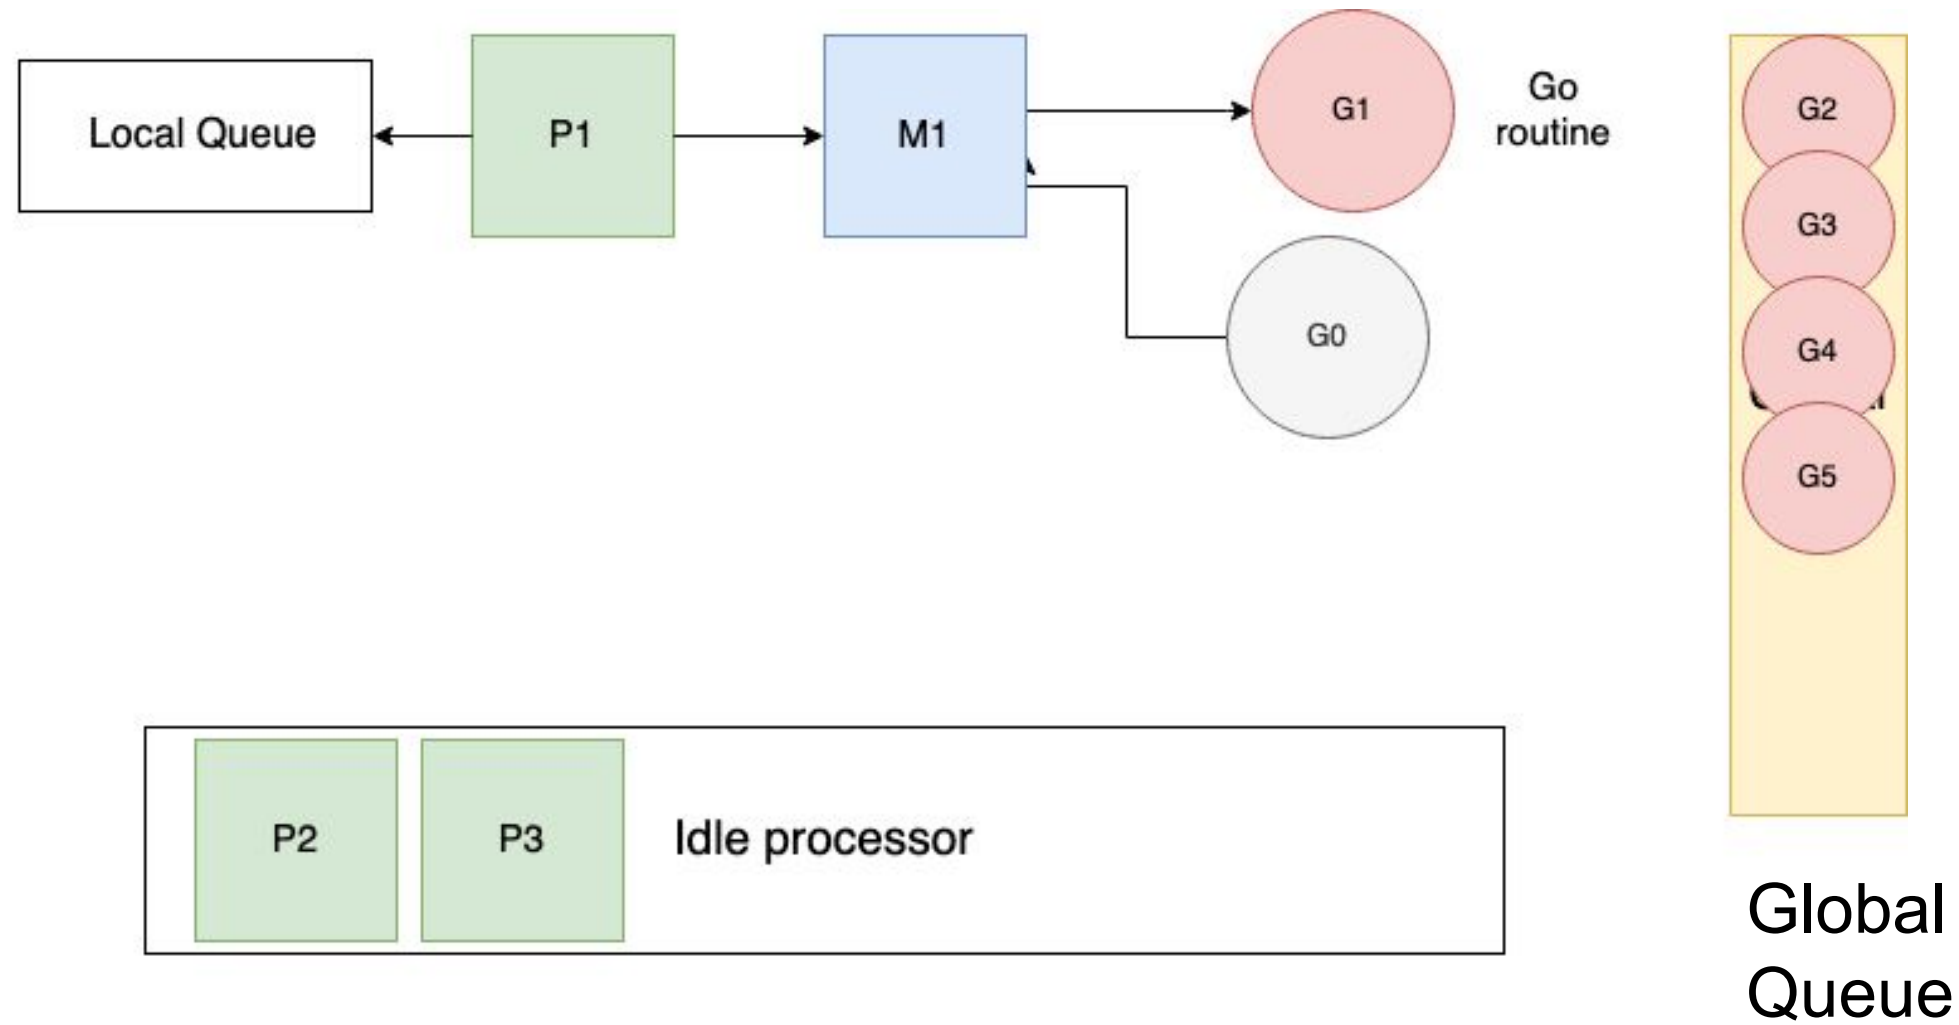 Local Queue
P1
M1
G1
Go
routine
G0
G2
G3
G4
G5
P2
P3
Idle processor
Global
Queue